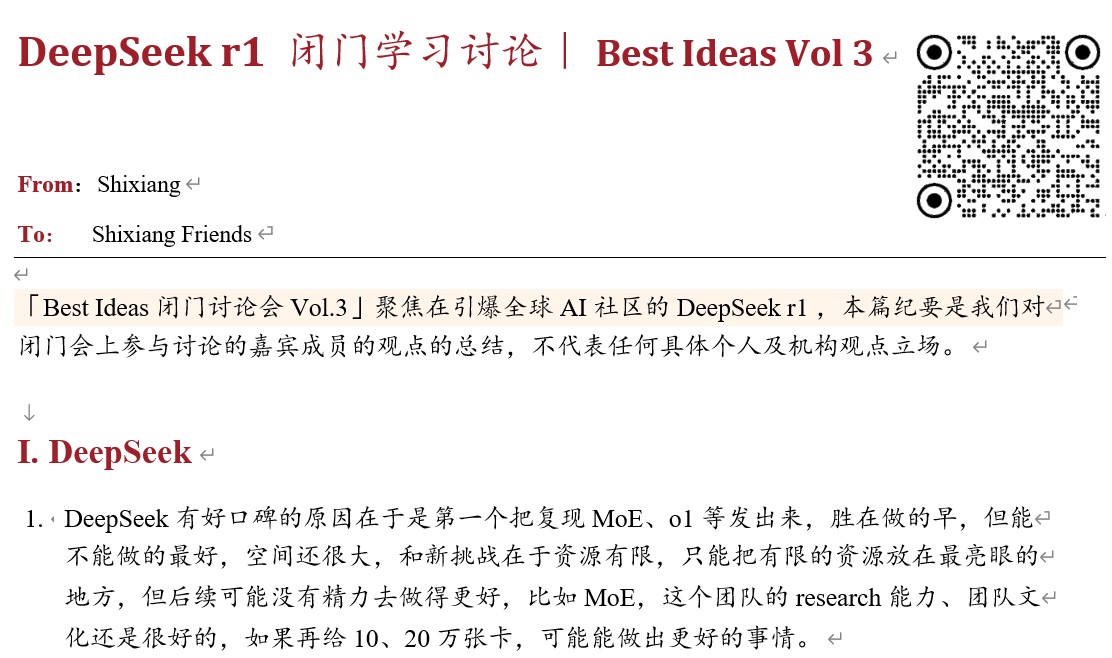 DeepSeek r1 闭门学习讨论｜ Best Ideas Vol 3
From：Shixiang
To： Shixiang Friends
「Best Ideas 闭门讨论会 Vol.3」聚焦在引爆全球 AI 社区的 DeepSeek r1 ，本篇纪要是我们对
闭门会上参与讨论的嘉宾成员的观点的总结，不代表任何具体个人及机构观点立场。
I. DeepSeek
1. DeepSeek 有好口碑的原因在于是第一个把复现 MoE、o1 等发出来，胜在做的早，但能
不能做的最好，空间还很大，和新挑战在于资源有限，只能把有限的资源放在最亮眼的
地方，但后续可能没有精力去做得更好，比如 MoE，这个团队的 research 能力、团队文
化还是很好的，如果再给 10、20 万张卡，可能能做出更好的事情。